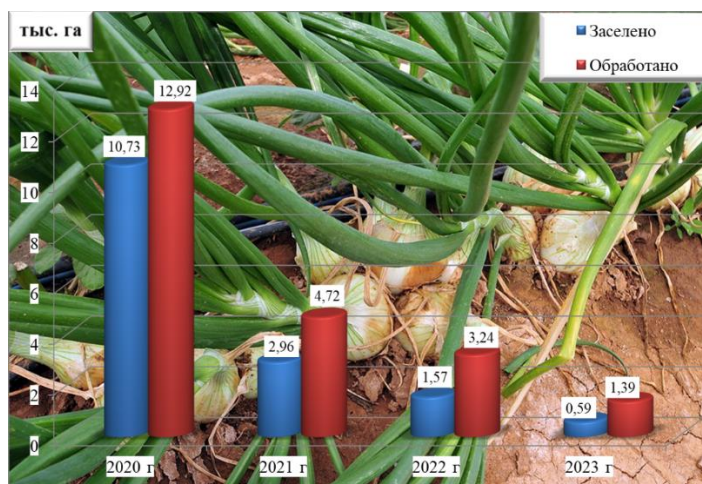 тыс. га
Заселено
Обработано
14
12
10
8
6
4
2
0
10,73
12,92
2,96
4,72
1,57
3,24
0,59
1,39
2020 г
2021 г
2022 г
2023 г